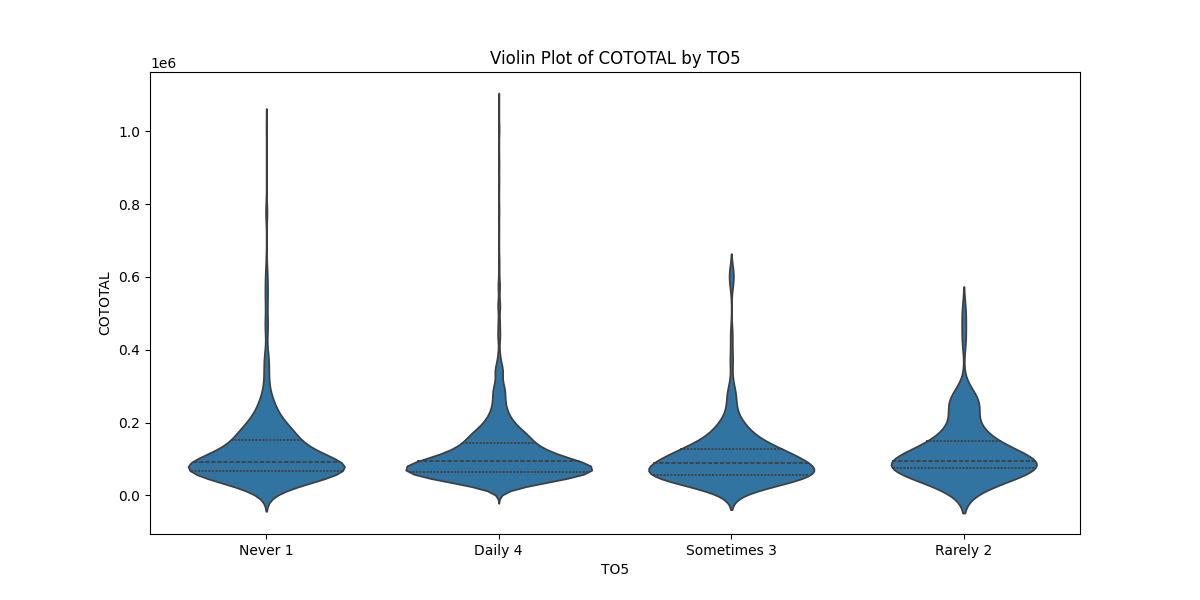 Violin Plot of COTOTAL by TO5
1e6
1.0
0.8
0.6
0.4
0.2
0.0
COTOTAL
Never 1
Daily 4
Sometimes 3
Rarely 2
TO5